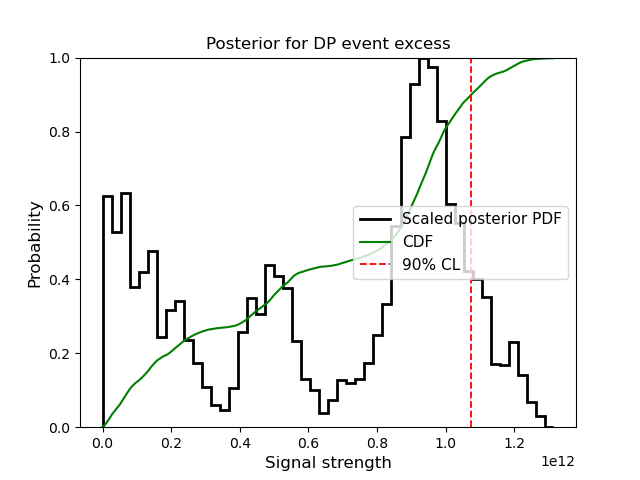 Posterior for DP event excess
Probability
1.0
0.8
0.6
0.4
0.2
0.0
Scaled posterior PDF
CDF
90% CL
0.0 0.2 0.4 0.6 0.8 1.0 1.2
1e12
Signal strength